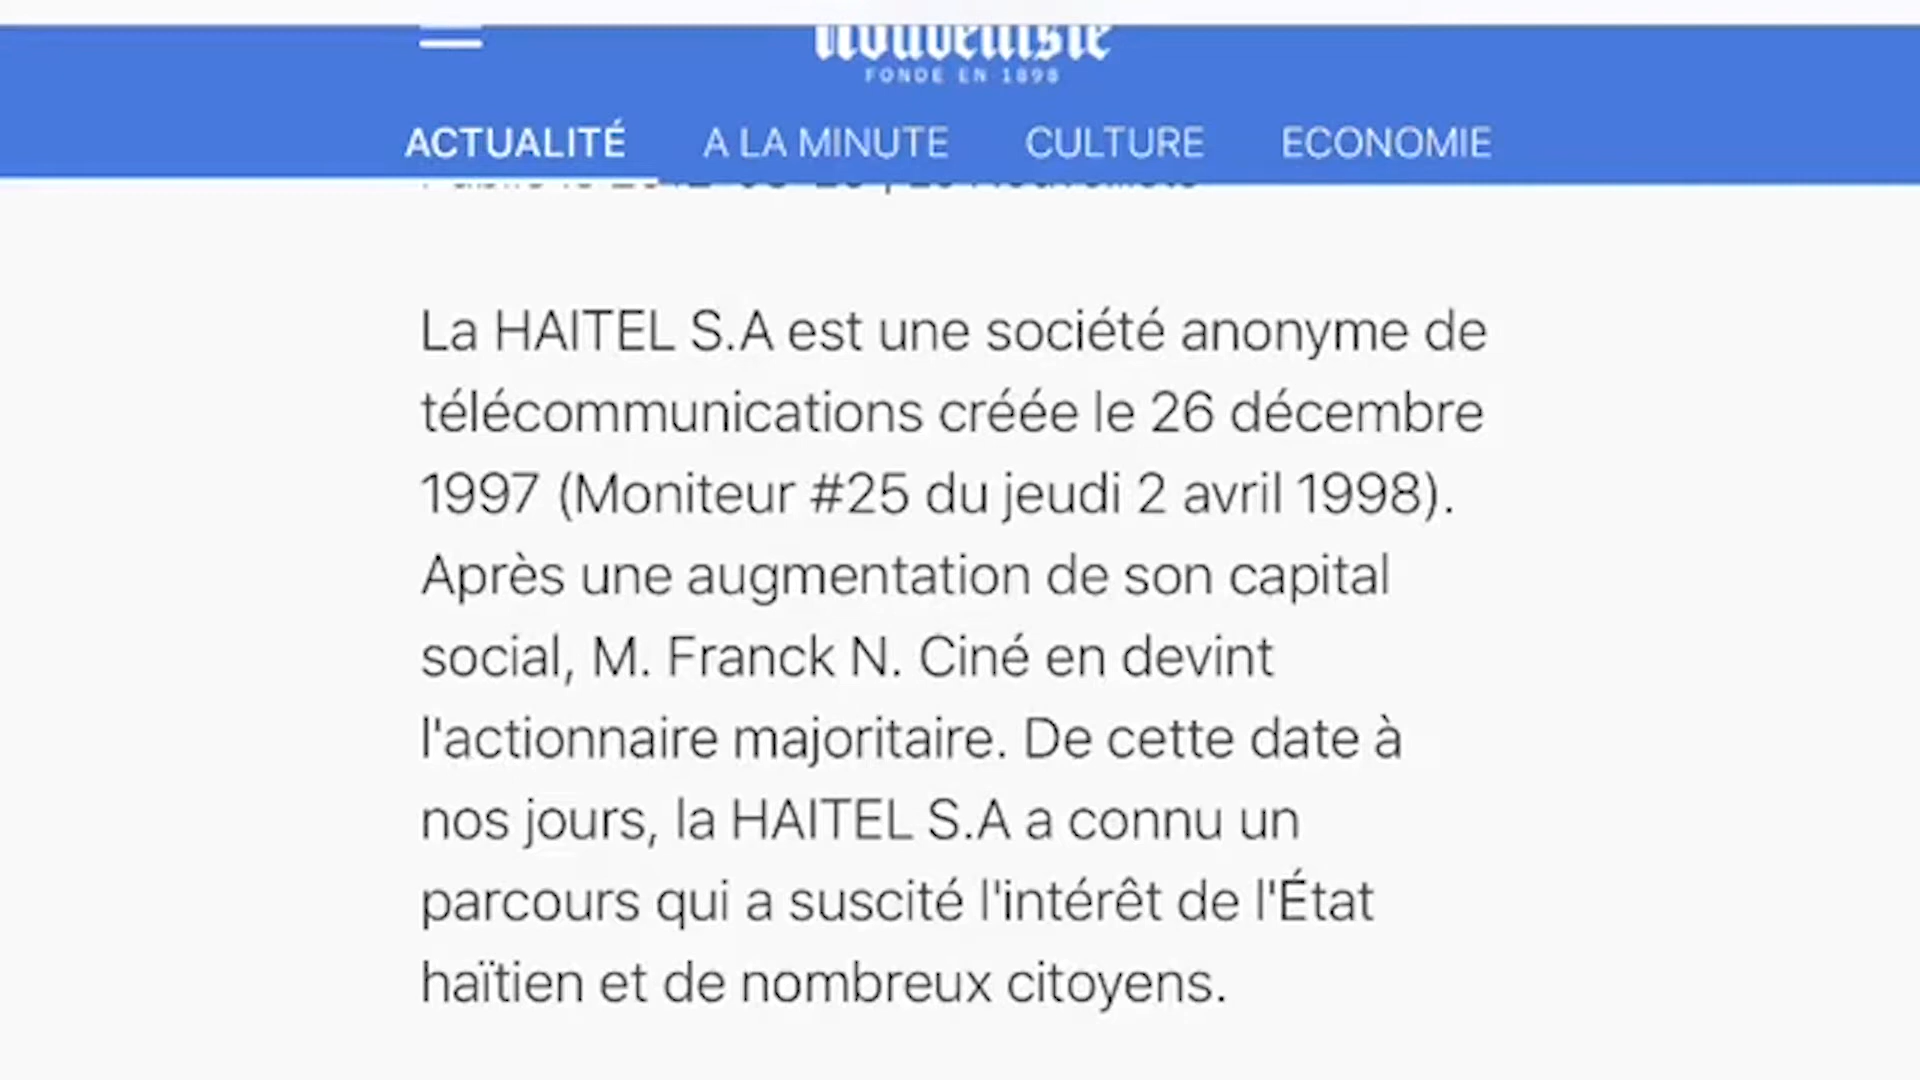 Nouvelliste
FONDE EN 1898
ACTUALITÉ A LA MINUTE CULTURE ECONOMIE
La HAITEL S.A est une société anonyme de
télécommunications créée le 26 décembre
1997 (Moniteur #25 du jeudi 2 avril 1998).
Après une augmentation de son capital
social, M. Franck N. Ciné en devint
l'actionnaire majoritaire. De cette date à
nos jours, la HAITEL S.A a connu un
parcours qui a suscité l'intérêt de l'État
haïtien et de nombreux citoyens.